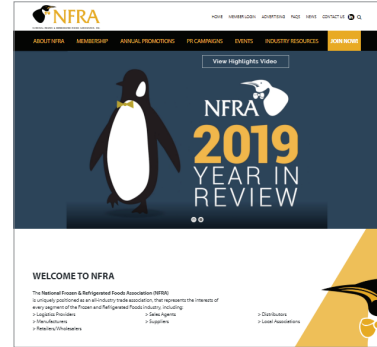 NFRA
HOME MEMBER LOGIN ADVERTISING FAQS NEWS CONTACT US
ABOUT NFRA MEMBERSHIP ANNUAL PROMOTIONS PR CAMPAIGNS EVENTS INDUSTRY RESOURCES JOIN NOW!
View Highlights Video
NFRA
2019
YEAR IN
REVIEW
WELCOME TO NFRA
The National Frozen & Refrigerated Foods Association (NFRA)
is uniquely positioned as an all-industry trade association, that represents the interests of
every segment of the Frozen and Refrigerated Foods industry, including:
> Logistics Providers > Sales Agents > Distributors
> Manufacturers > Suppliers > Local Associations
> Retailers/Wholesalers